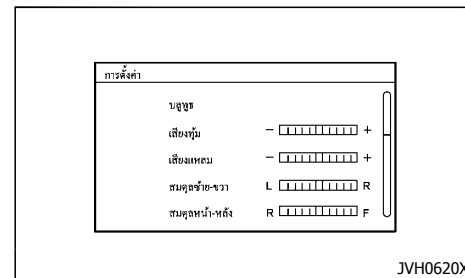 การตั้งค่า
บลูทูธ
เสียงทุ้ม - +
เสียงแหลม - +
สมดุลซ้าย-ขวา L R
สมดุลหน้า-หลัง R F
JVH0620X